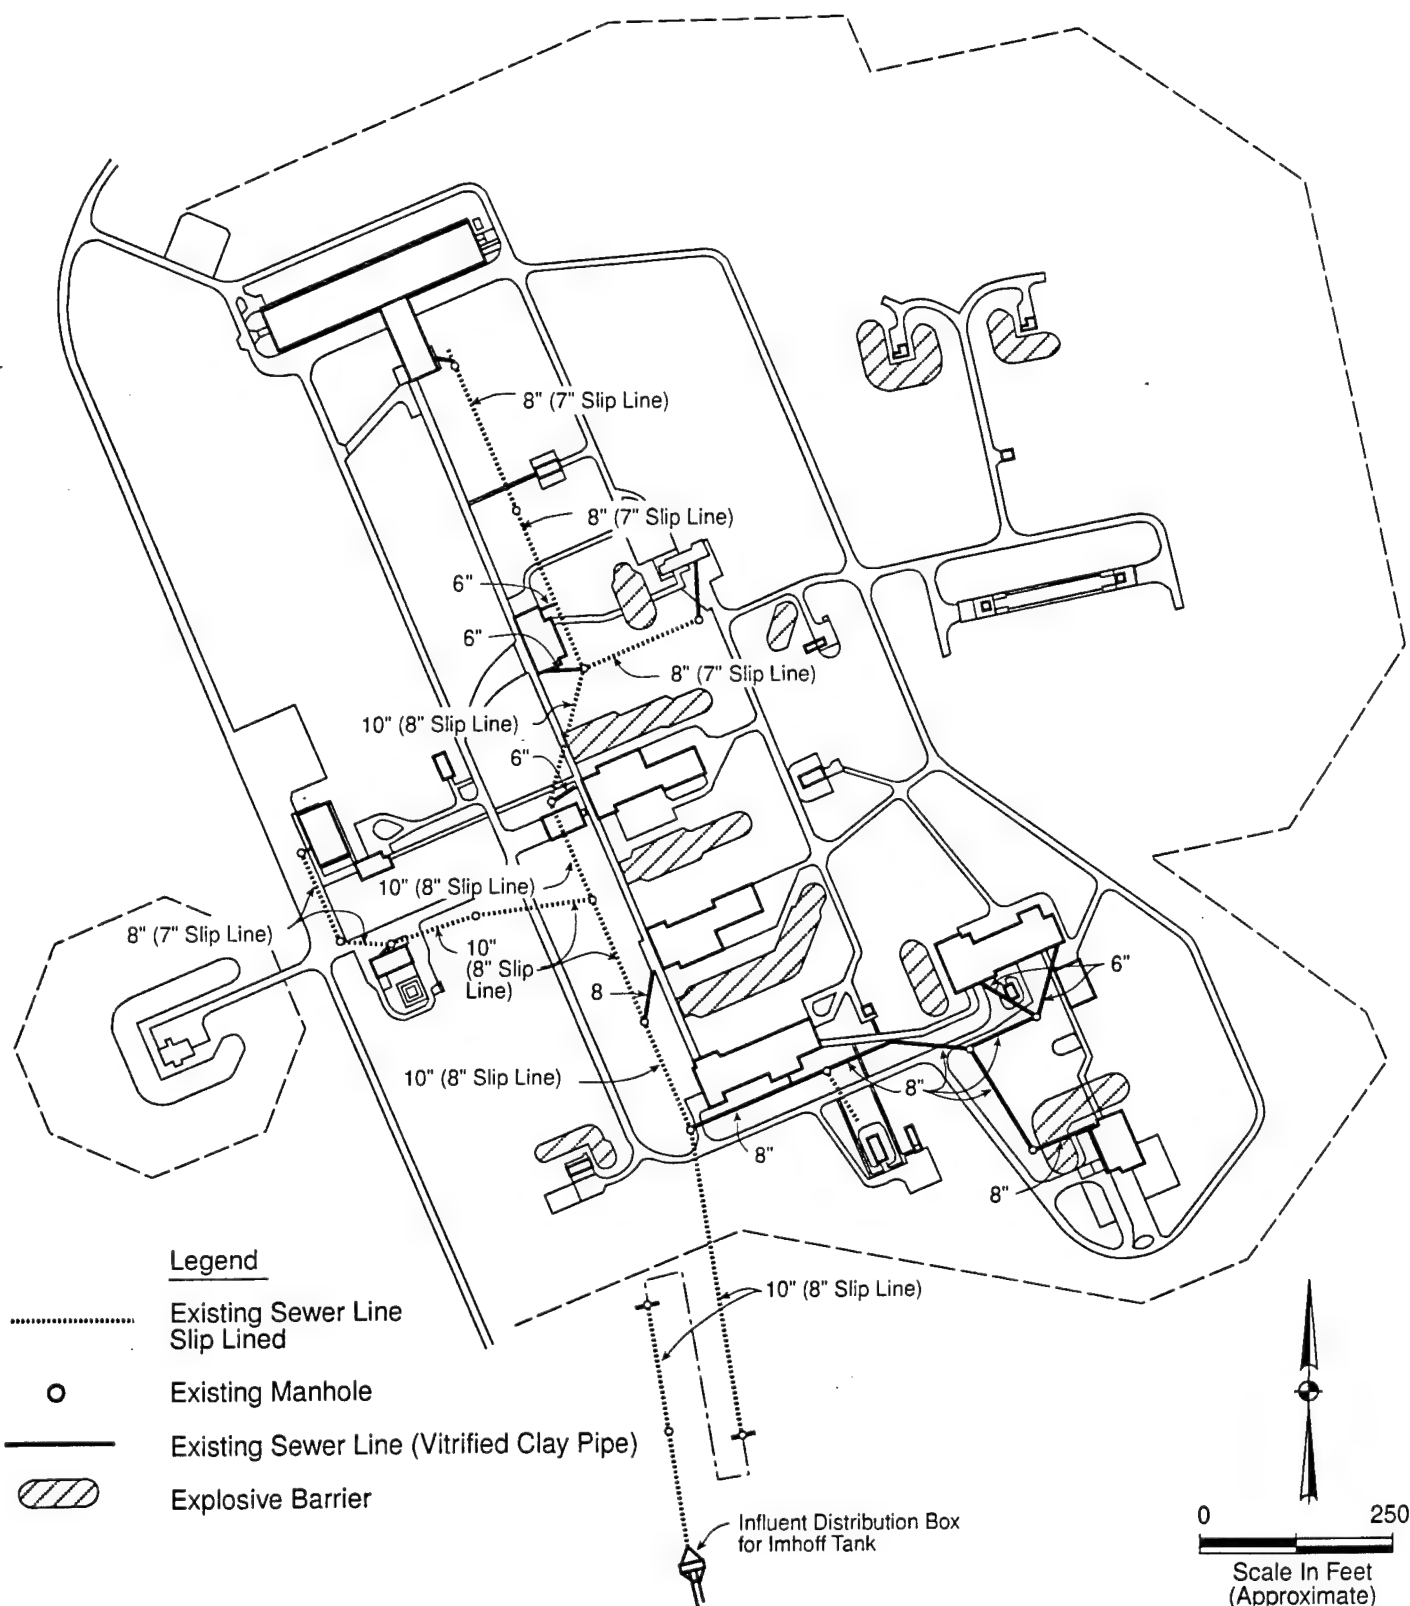 8" (7" Slip Line)
8" (7" Slip Line)
6"
6"
8" (7" Slip Line)
10" (8" Slip Line)
6"
10" (8" Slip Line)
8" (7" Slip Line)
10"
(8" Slip
Line)
8
6"
10" (8" Slip Line)
8"
8"
8"
10" (8" Slip Line)
Legend
Existing Sewer Line
Slip Lined
Existing Manhole
Existing Sewer Line (Vitrified Clay Pipe)
Explosive Barrier
Influent Distribution Box
for Imhoff Tank
0 250
Scale In Feet
(Approximate)